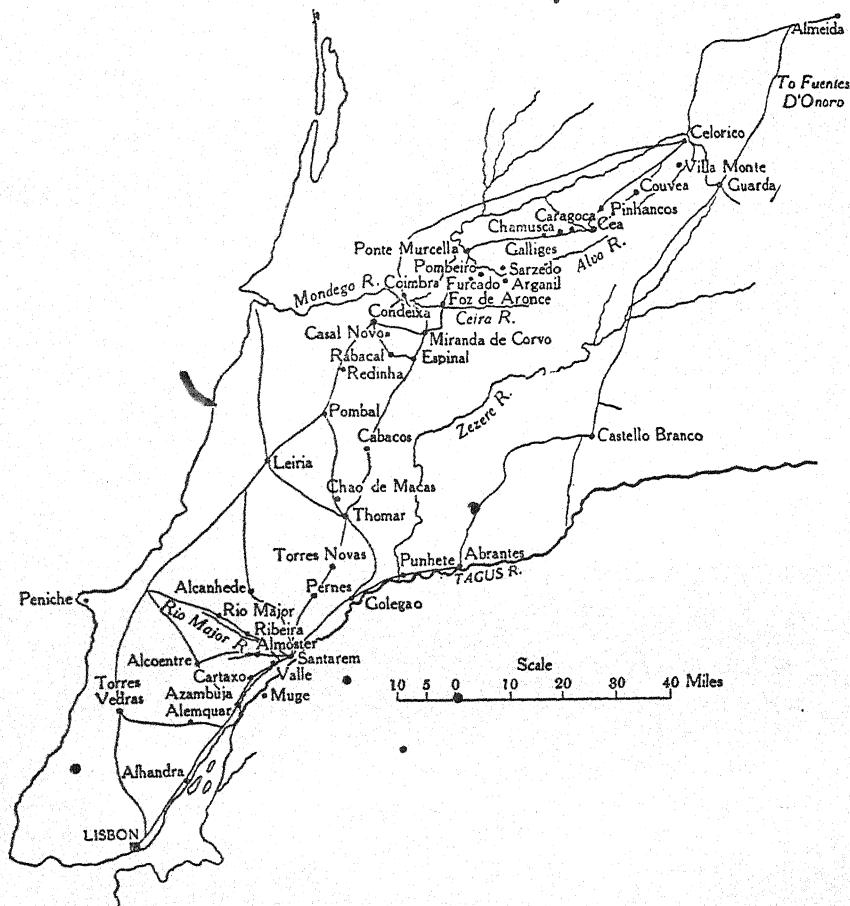 Almeida
To Fuentes
D'Onoro
Celorico
Villa Monte
Couvea
Guarda
Pinhancos
Caragoca
Chamusca
Cea
Ponte Murcella
Galliges
Alvo R.
Pombeiro
Sarzedo
Mondego R.
Coimbra
Furcado
Arganil
Foz de Aronce
Condeixa
Ceira R.
Casal Novo
Miranda de Corvo
Rabacal
Espinal
Redinha
Zezere R.
Pombal
Cabacos
Castello Branco
Leiria
Chao de Macas
Thomar
Torres Novas
Punhete
Abrantes
TAGUS R.
Peniche
Alcanhede
Pernes
Golegao
Rio Major
Rio Major R.
Ribeira
Almoster
Alcoentre
Santarem
Valle
Cartaxo
Torres
Vedras
Azambuja
Muge
Alemquar
Scale
10 5 0 10 20 30 40 Miles
Alhandra
LISBON